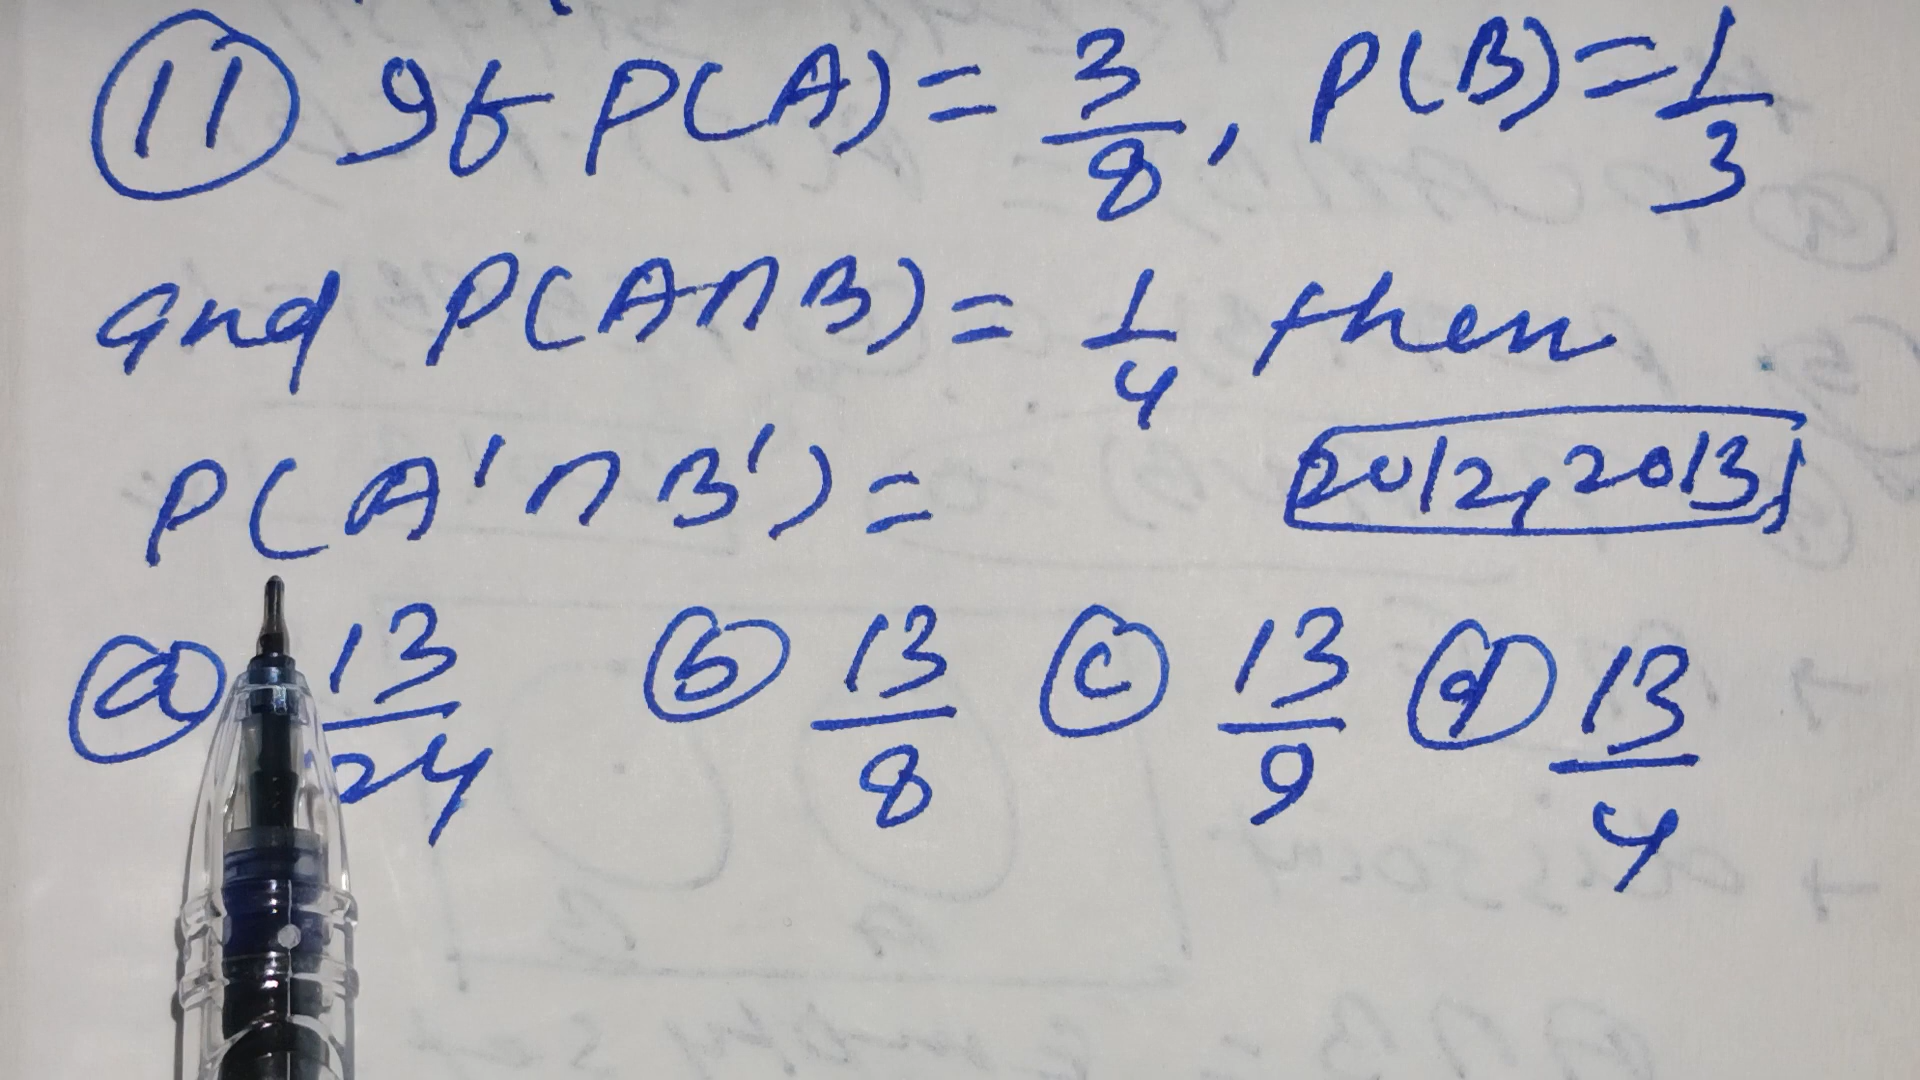 11 If P(A) = 3/8, P(B) = 1/3
and P(A∩B) = 1/4 then
P(A'∩B') =
2012, 2013
a 13/24 b 13/8 c 13/9 d 13/4